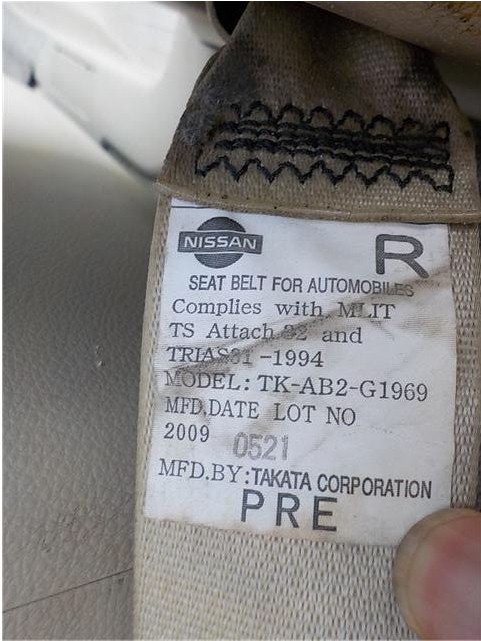 NISSAN
R
SEAT BELT FOR AUTOMOBILES
Complies with MLIT
TS Attach 32 and
TRIAS31-1994
MODEL: TK-AB2-G1969
MFD.DATE LOT NO
2009 0521
MFD.BY:TAKATA CORPORATION
PRE